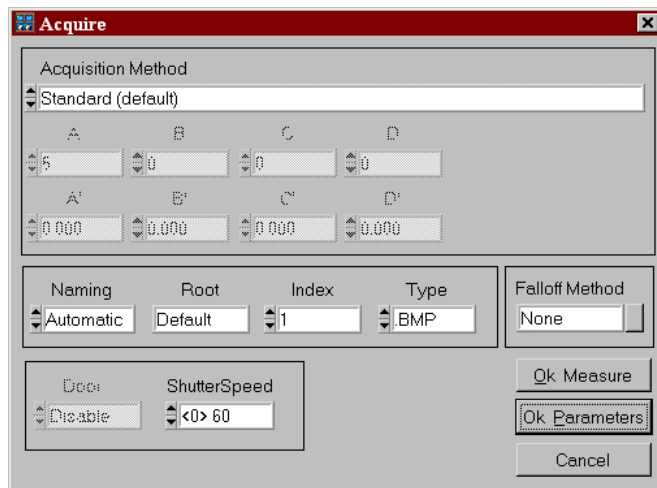 Acquire
Acquisition Method
Standard (default)
A B C D
5 0 0 0
A' B' C' D'
0.000 0.000 0.000 0.000
Naming Root Index Type
Automatic Default 1 .BMP
Falloff Method
None
Door ShutterSpeed
Disable <0> 60
Ok Measure
Ok Parameters
Cancel